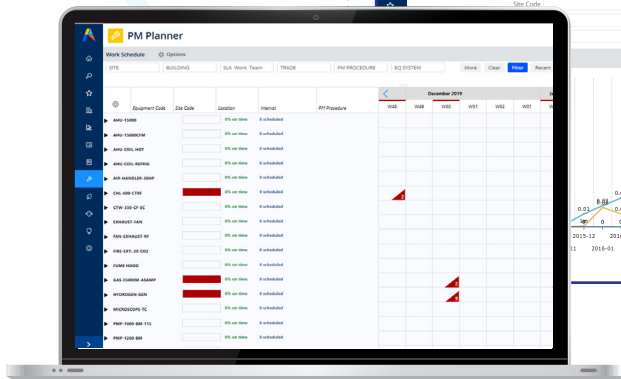 Site Code
PM Planner
Work Schedule Options
SITE BUILDING SLA Work Team TRADE PM PROCEDURE EQ SYSTEM More Clear Filter Recent
December 2019
Equipment Code Site Code Location Interval PM Procedure W48 W49 W50 W51 W52 W01
AHU-15000 0% on time 0 scheduled
AHU-15000CFM 0% on time 0 scheduled
AHU-COIL-HOT 0% on time 0 scheduled
AHU-COIL-REFRIG 0% on time 0 scheduled
AIR-HANDLER-20HP 0% on time 0 scheduled
CHL-600-CTRF 0% on time 0 scheduled 2
CTW-350-CF-SC 0% on time 0 scheduled
EXHAUST-FAN 0% on time 0 scheduled
FAN-EXHAUST-RF 0% on time 0 scheduled
FIRE-EXT.-20-CO2 0% on time 0 scheduled
FUME HOOD 0% on time 0 scheduled
0% on time 0 scheduled 2
HYDROGEN-GEN 0% on time 0 scheduled
MICROSCOPE-TC 0% on time 0 scheduled
PMP-1000-BM-115 0% on time 0 scheduled
PMP-1200-BM 0% on time 0 scheduled
0.01
2015-12
2016-01